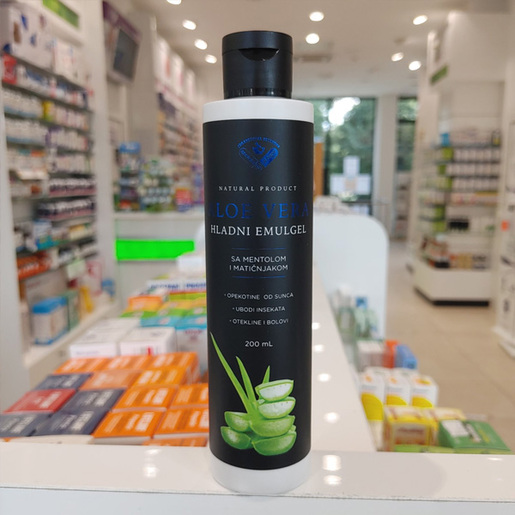 NATURAL PRODUCT
ALOE VERA
HLADNI EMULGEL
SA MENTOLOM
I MATIČNJAKOM
• OPEKOTINE OD SUNCA
• UBODI INSEKATA
• OTEKLINE I BOLOVI
200 mL